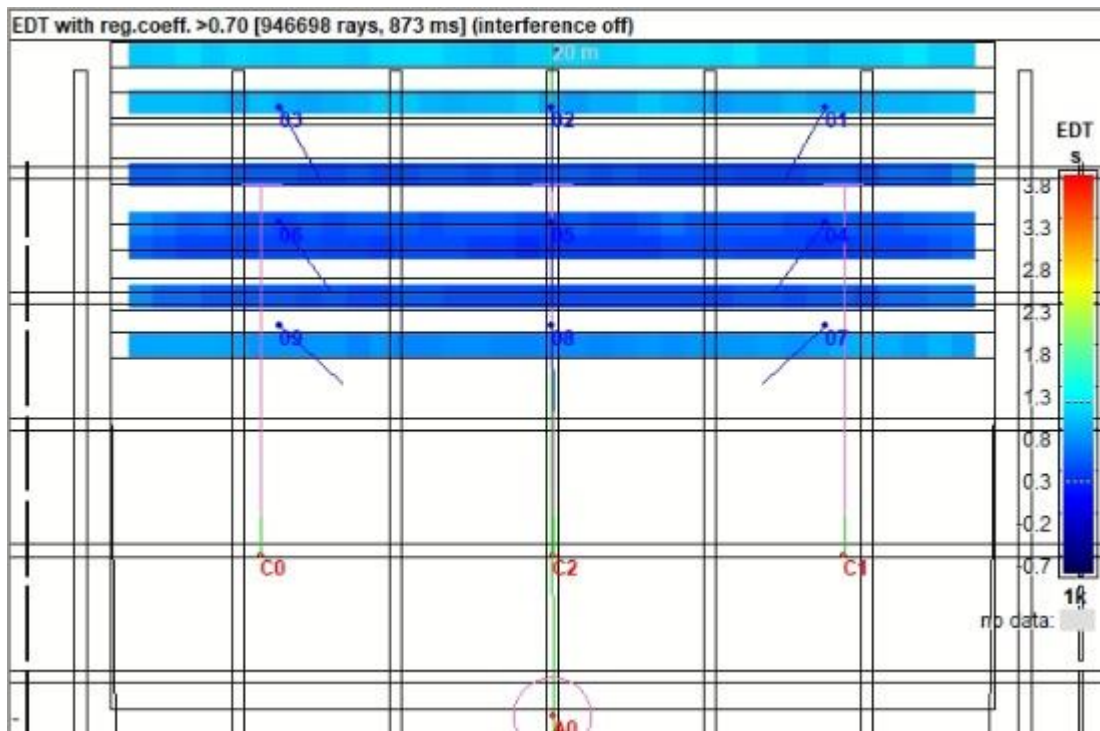 EDT with reg.coeff. >0.70 [946698 rays, 873 ms] (interference off)
20 m
03
02
01
EDT
s
3.8
3.3
2.8
2.3
1.8
1.3
0.8
0.3
-0.2
-0.7
06
05
04
09
08
07
C0
C2
C1
1k
no data:
A0